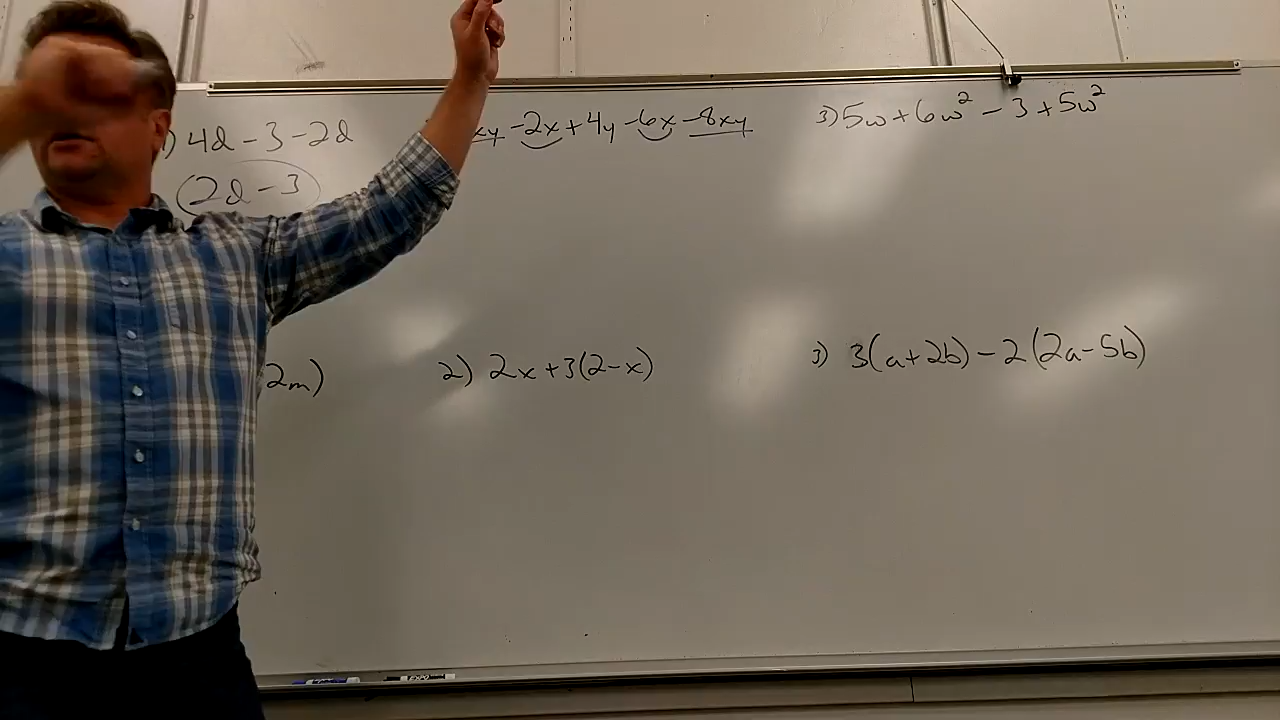 ) 4d - 3 - 2d
2d - 3
xy - 2x + 4y - 6x - 8xy
3) 5w + 6w² - 3 + 5w²
2m)
2) 2x + 3(2 - x)
3) 3(a + 2b) - 2(2a - 5b)